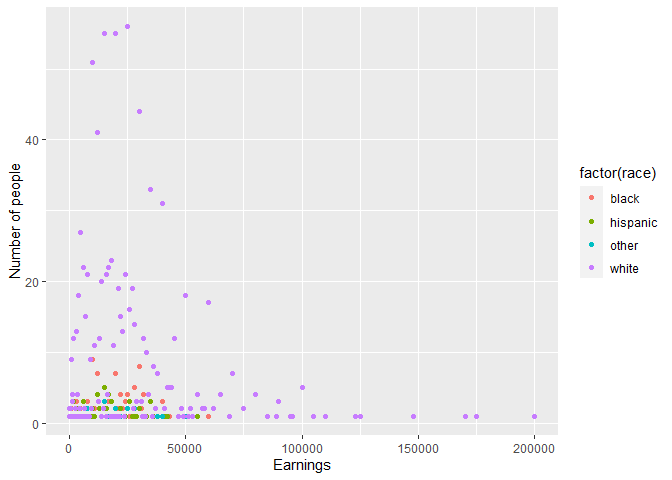 Number of people
40
20
0
0
50000
100000
150000
200000
Earnings
factor(race)
black
hispanic
other
white